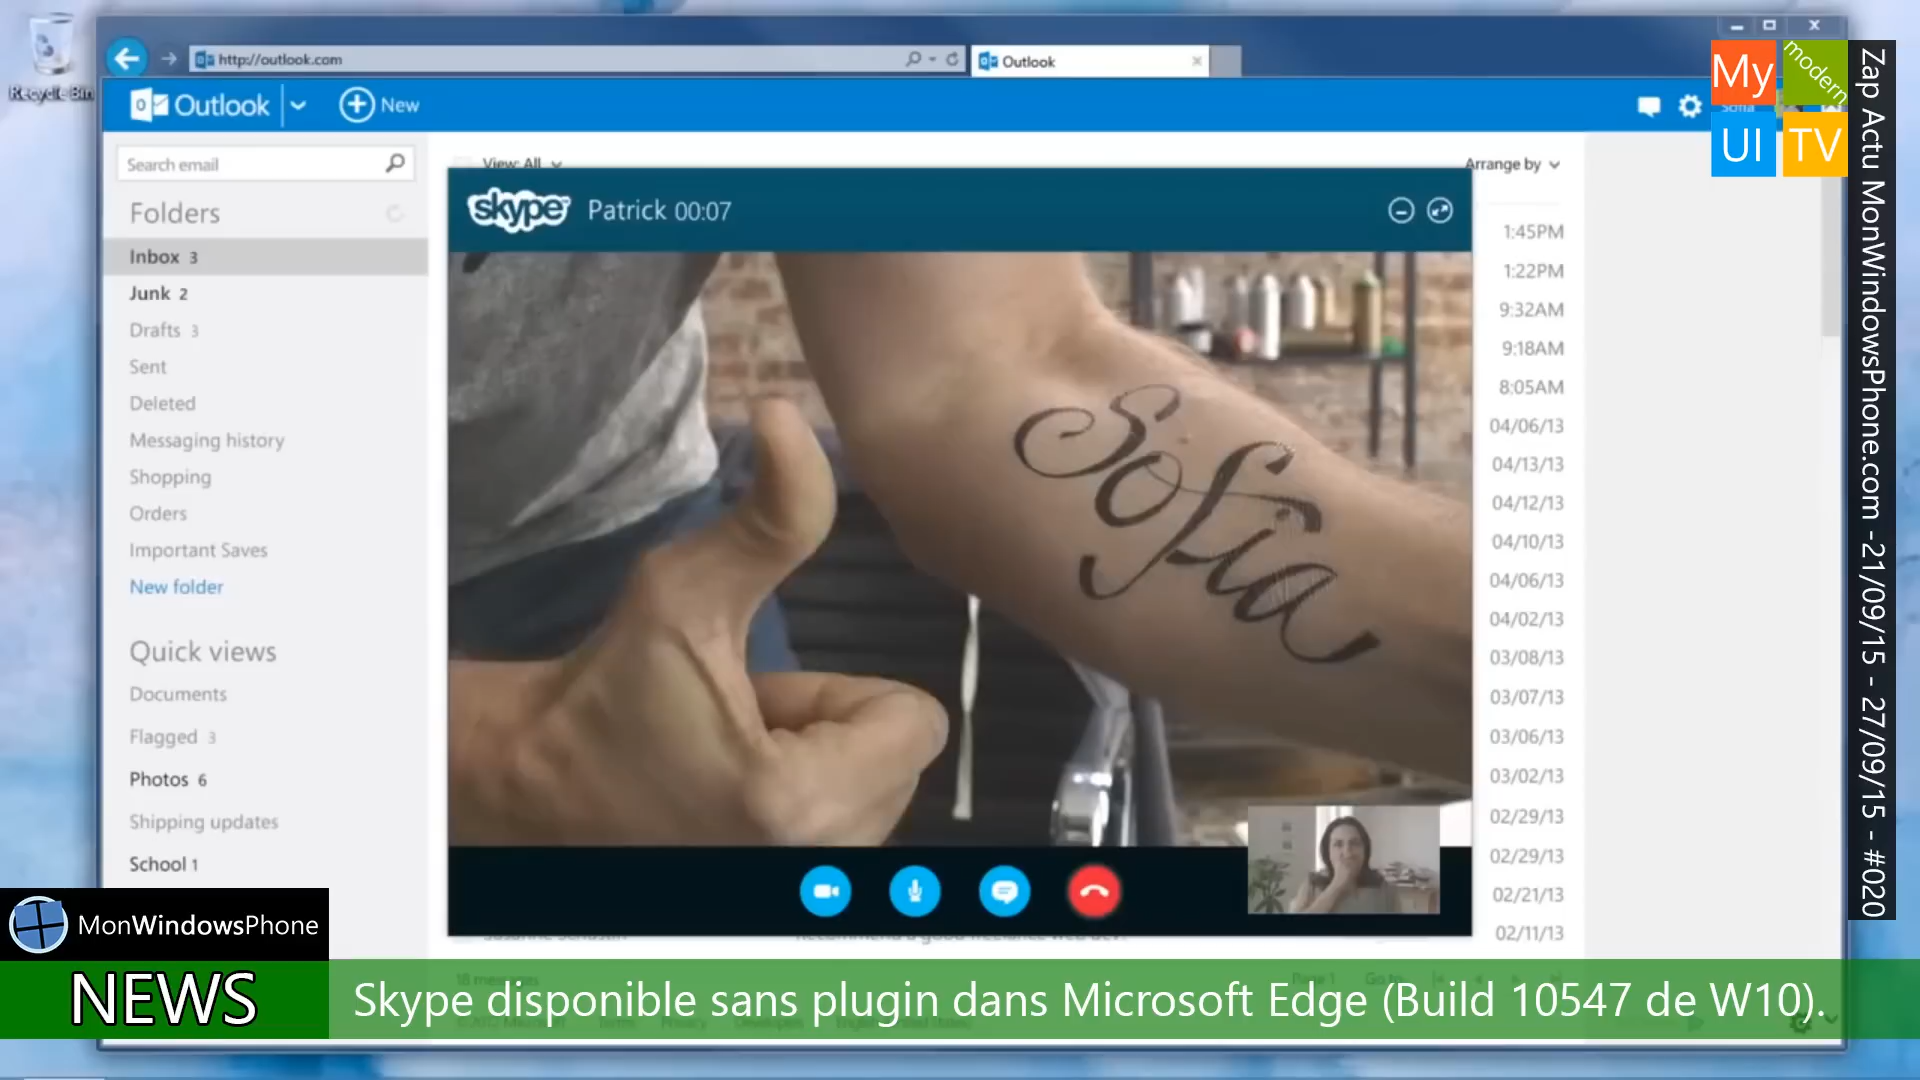 Recycle Bin
http://outlook.com
Outlook
Outlook
New
Search email
Folders
Inbox 3
Junk 2
Drafts 3
Sent
Deleted
Messaging history
Shopping
Orders
Important Saves
New folder
Quick views
Documents
Flagged 3
Photos 6
Shipping updates
School 1
View: All
Arrange by
skype Patrick 00:07
Sofia
1:45PM
1:22PM
9:32AM
9:18AM
8:05AM
04/06/13
04/13/13
04/12/13
04/10/13
04/06/13
04/02/13
03/08/13
03/07/13
03/06/13
03/02/13
02/29/13
02/29/13
02/21/13
02/11/13
My modern
UI TV
Zap Actu MonWindowsPhone.com -21/09/15 - 27/09/15 - #020
MonWindowsPhone
NEWS
Skype disponible sans plugin dans Microsoft Edge (Build 10547 de W10).